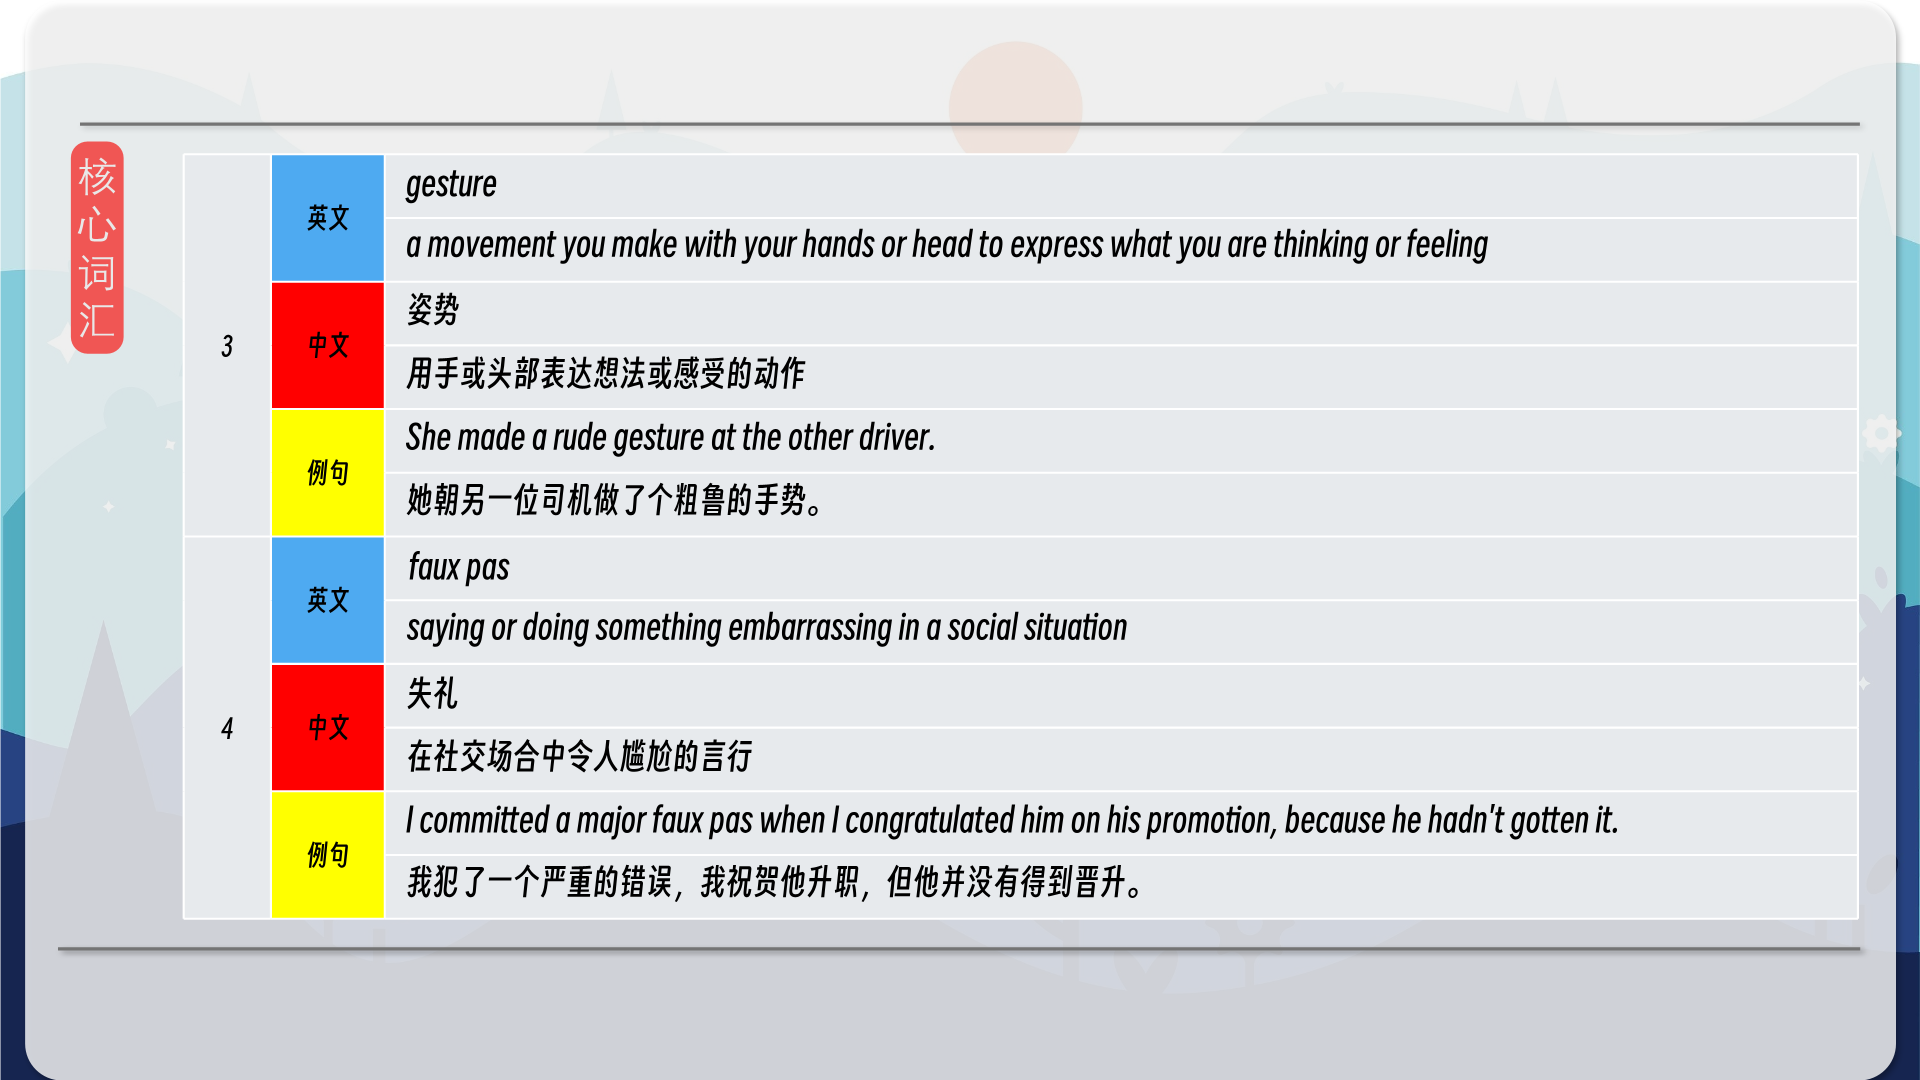 核
心
词
汇
3
英文
gesture
a movement you make with your hands or head to express what you are thinking or feeling
中文
姿势
用手或头部表达想法或感受的动作
例句
She made a rude gesture at the other driver.
她朝另一位司机做了个粗鲁的手势。
4
英文
faux pas
saying or doing something embarrassing in a social situation
中文
失礼
在社交场合中令人尴尬的言行
例句
I committed a major faux pas when I congratulated him on his promotion, because he hadn't gotten it.
我犯了一个严重的错误，我祝贺他升职，但他并没有得到晋升。